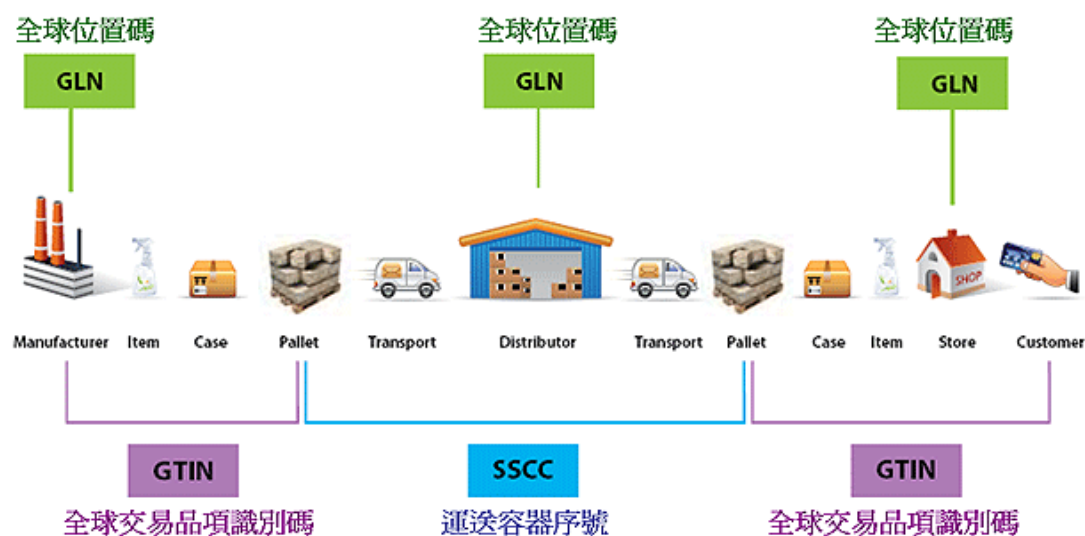 全球位置碼 全球位置碼 全球位置碼
GLN GLN GLN
SHOP
Manufacturer Item Case Pallet Transport Distributor Transport Pallet Case Item Store Customer
GTIN SSCC GTIN
全球交易品項識別碼 運送容器序號 全球交易品項識別碼